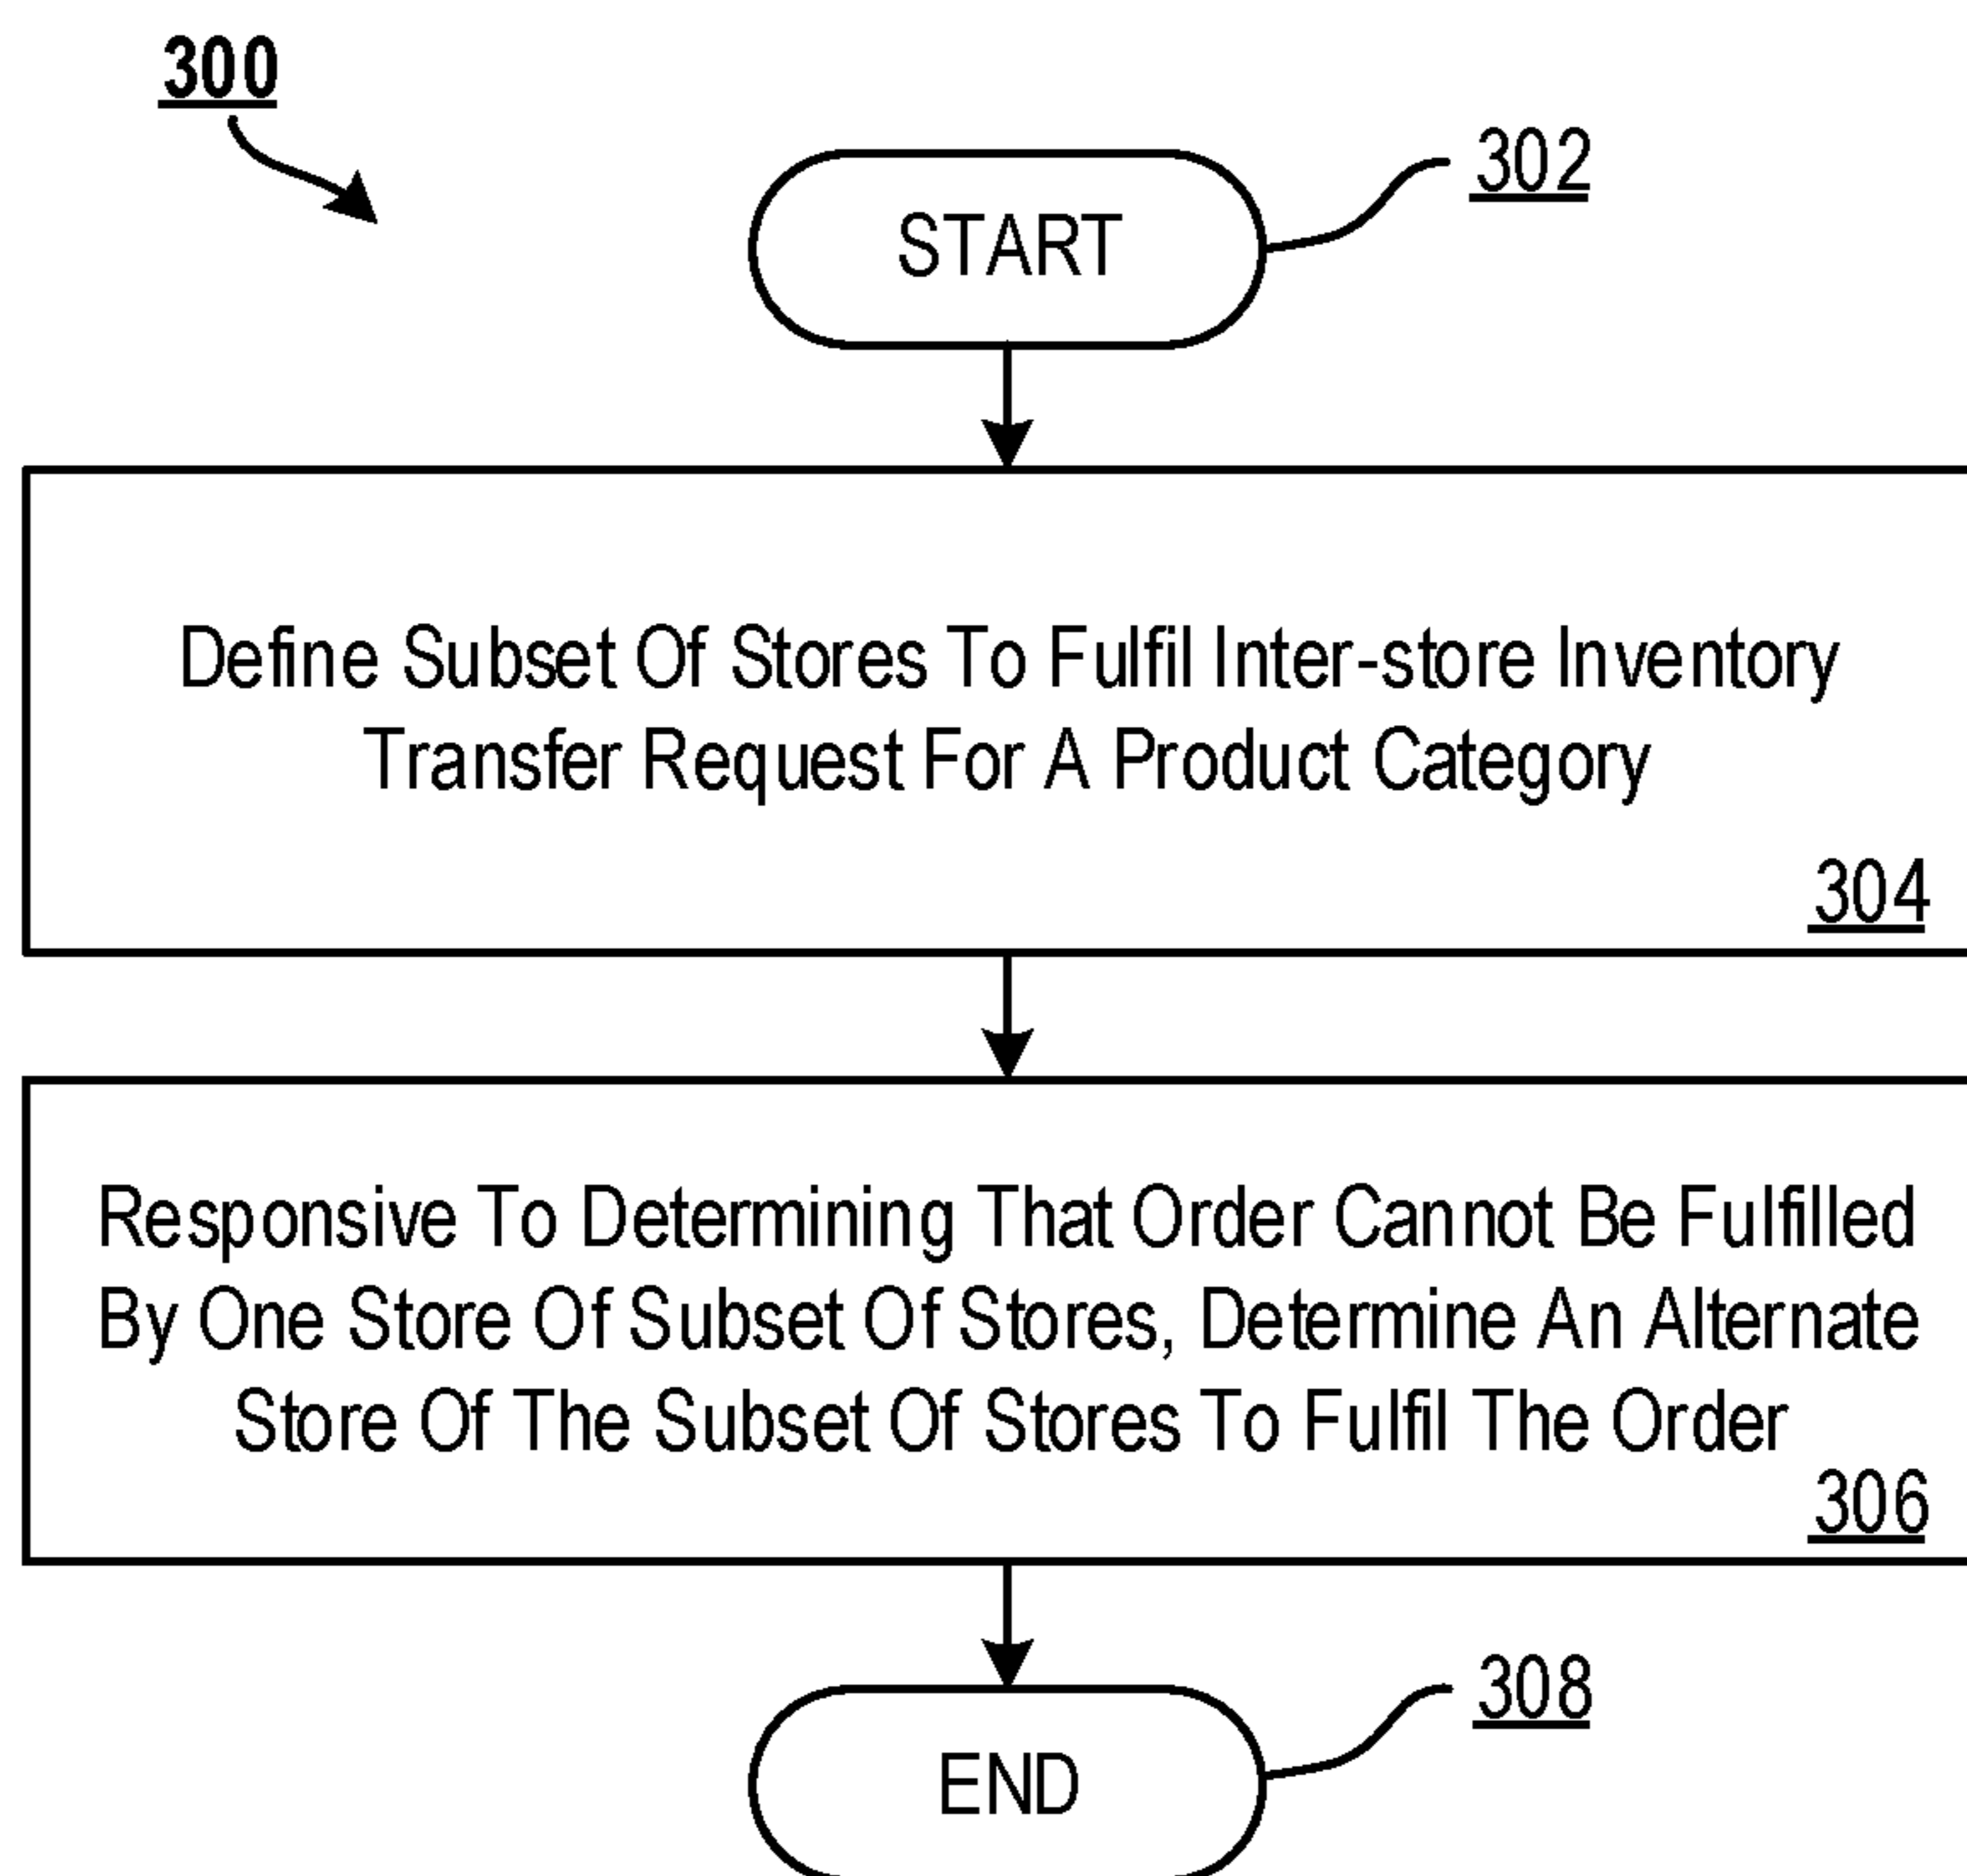 300
302
START
Define Subset Of Stores To Fulfil Inter-store Inventory
Transfer Request For A Product Category
304
Responsive To Determining That Order Cannot Be Fulfilled
By One Store Of Subset Of Stores, Determine An Alternate
Store Of The Subset Of Stores To Fulfil The Order
306
308
END